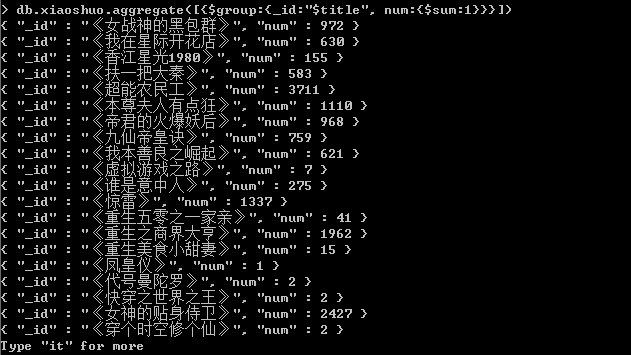 > db.xiaoshuo.aggregate([{$group:{_id:"$title", num:{$sum:1}}}])
{ "_id" : "《女战神的黑包群》", "num" : 972 }
{ "_id" : "《我在星际开花店》", "num" : 630 }
{ "_id" : "《香江星光1980》", "num" : 155 }
{ "_id" : "《扶一把大秦》", "num" : 583 }
{ "_id" : "《超能农民工》", "num" : 3711 }
{ "_id" : "《本尊夫人有点狂》", "num" : 1110 }
{ "_id" : "《帝君的火爆妖后》", "num" : 968 }
{ "_id" : "《九仙帝皇诀》", "num" : 759 }
{ "_id" : "《我本善良之崛起》", "num" : 621 }
{ "_id" : "《虚拟游戏之路》", "num" : 7 }
{ "_id" : "《谁是意中人》", "num" : 275 }
{ "_id" : "《惊雷》", "num" : 1337 }
{ "_id" : "《重生五零之一家亲》", "num" : 41 }
{ "_id" : "《重生之商界大亨》", "num" : 1962 }
{ "_id" : "《重生美食小甜妻》", "num" : 15 }
{ "_id" : "《凤皇仪》", "num" : 1 }
{ "_id" : "《代号曼陀罗》", "num" : 2 }
{ "_id" : "《快穿之世界之王》", "num" : 2 }
{ "_id" : "《女神的贴身侍卫》", "num" : 2427 }
{ "_id" : "《穿个时空修个仙》", "num" : 2 }
Type "it" for more